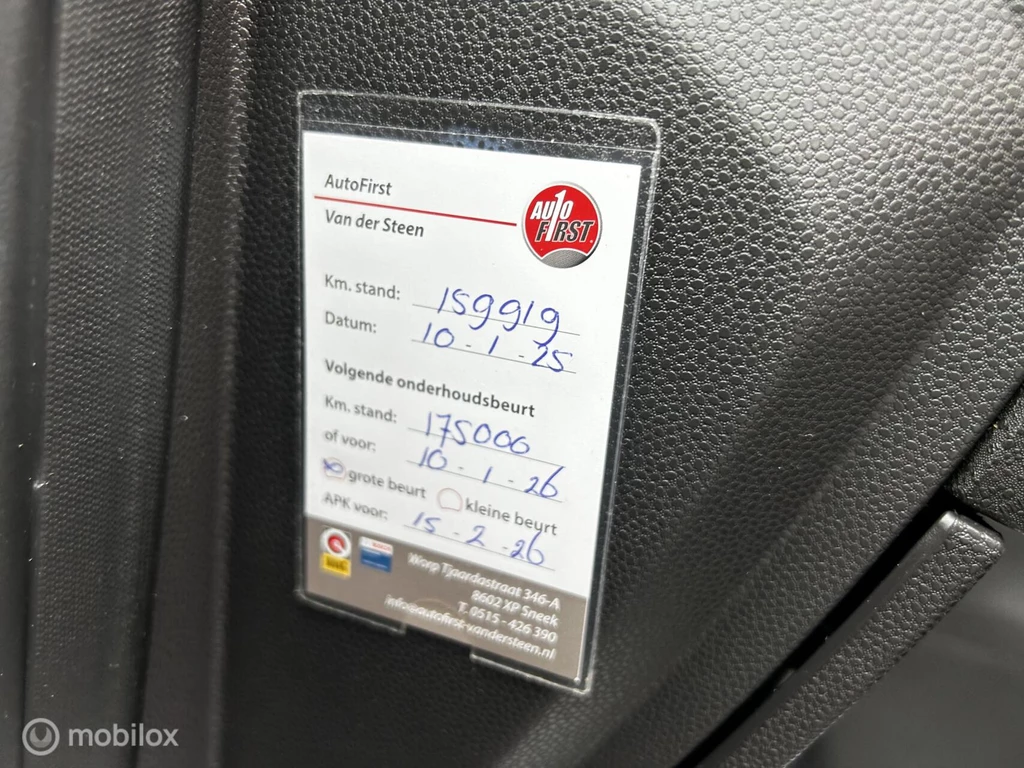 AutoFirst
Van der Steen
AUTO
F1RST
Km. stand: 159919
Datum: 10-1-25
Volgende onderhoudsbeurt
Km. stand: 175000
of voor: 10-1-26
grote beurt kleine beurt
APK voor: 15-2-26
Worp Tjaardastraat 346-A
8602 XP Sneek
T. 0515 - 426 390
info@autofirst-vandersteen.nl
mobilox